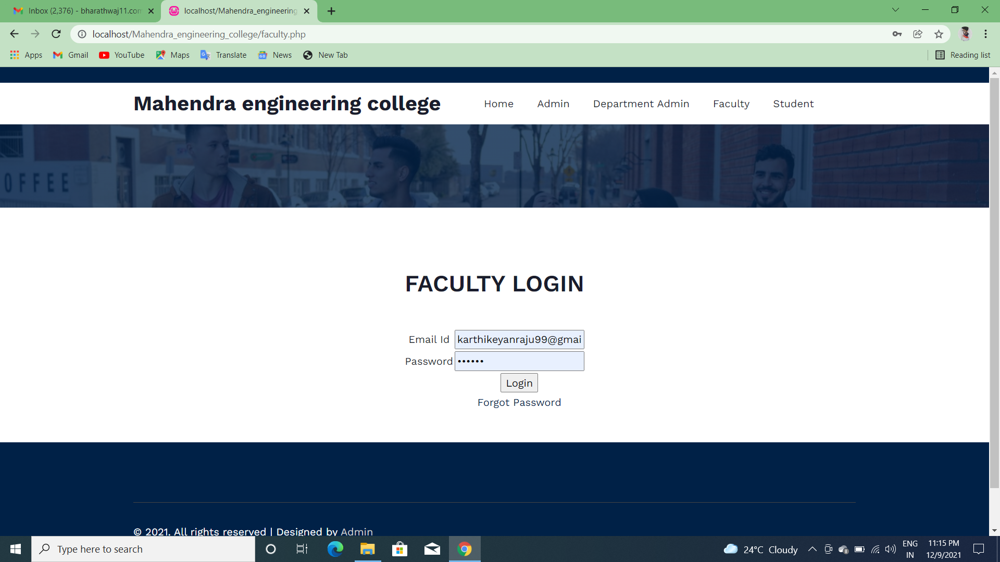 Inbox (2,376) - bharathwaj11.com
localhost/Mahendra_engineering
localhost/Mahendra_engineering_college/faculty.php
Apps Gmail YouTube Maps Translate News New Tab Reading list
Mahendra engineering college Home Admin Department Admin Faculty Student
OFFEE
FACULTY LOGIN
Email Id karthikeyanraju99@gmai
Password ••••••
Login
Forgot Password
© 2021. All rights reserved | Designed by Admin
Type here to search
24°C Cloudy
ENG
IN
11:15 PM
12/9/2021